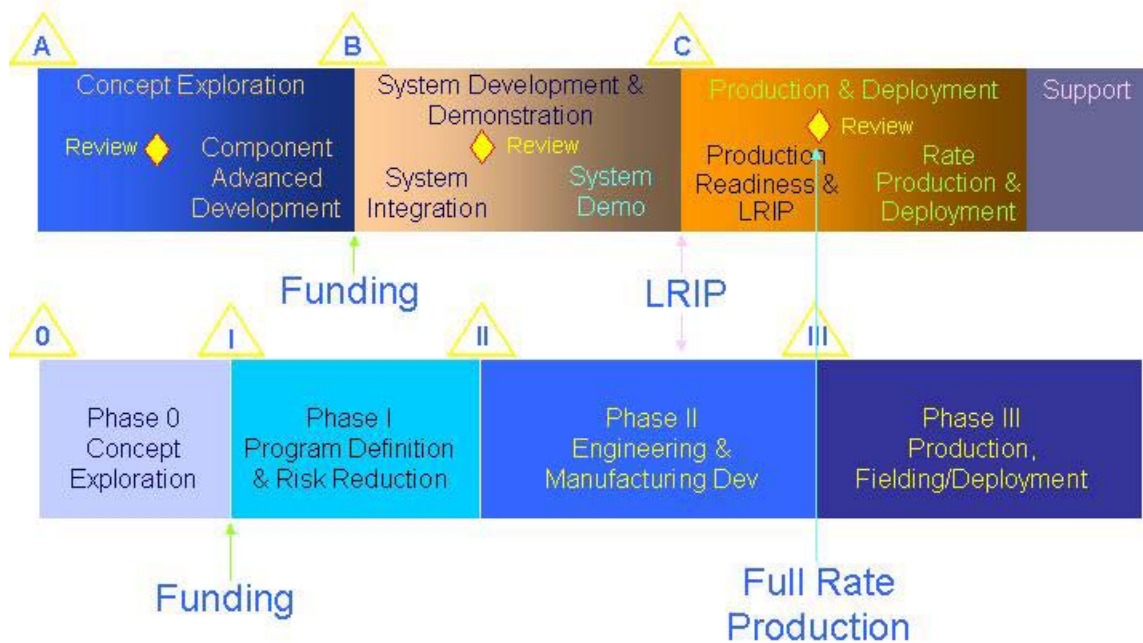 A
B
C
Concept Exploration
Review
Component
Advanced
Development
System Development &
Demonstration
Review
System
Integration
System
Demo
Production & Deployment
Review
Production
Readiness &
LRIP
Rate
Production &
Deployment
Support
Funding
LRIP
0
I
II
III
Phase 0
Concept
Exploration
Phase I
Program Definition
& Risk Reduction
Phase II
Engineering &
Manufacturing Dev
Phase III
Production,
Fielding/Deployment
Funding
Full Rate
Production